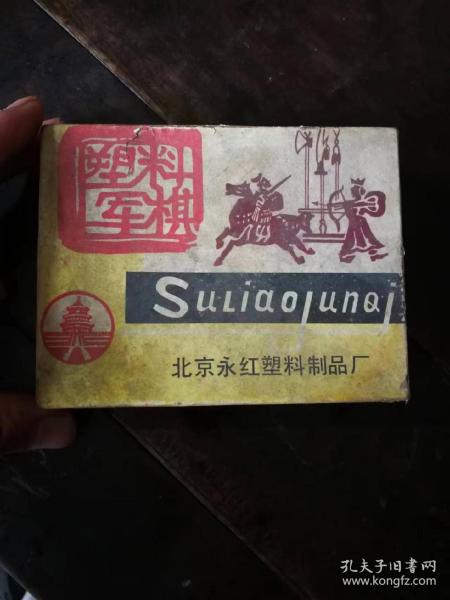 塑料
军棋
SuLiaojunqi
北京永红塑料制品厂
孔夫子旧书网
www.kongfz.com